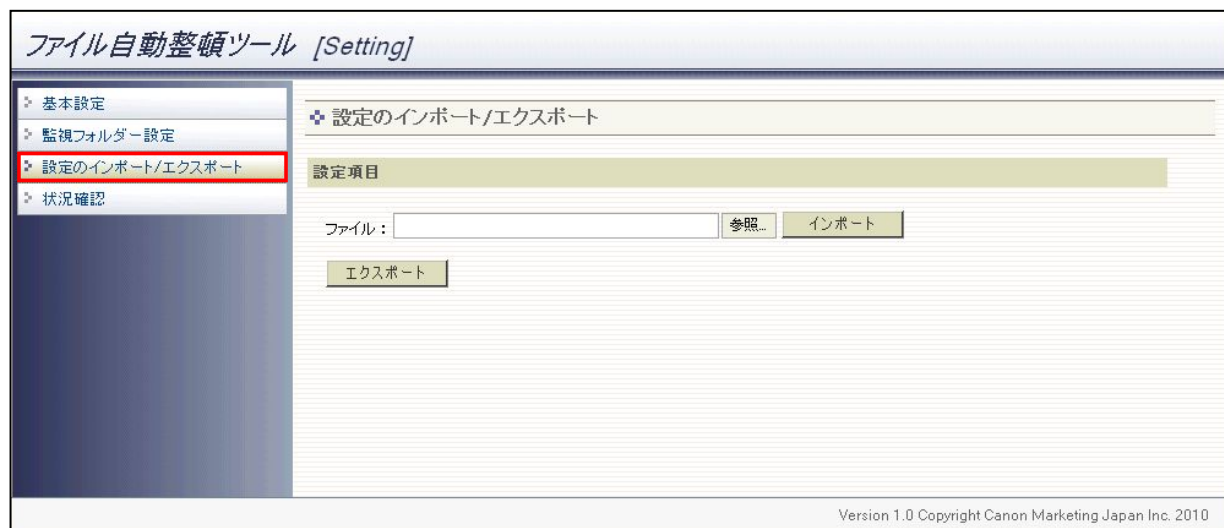 ファイル自動整頓ツール [Setting]
基本設定
監視フォルダー設定
設定のインポート/エクスポート
状況確認
設定のインポート/エクスポート
設定項目
ファイル： 参照... インポート
エクスポート
Version 1.0 Copyright Canon Marketing Japan Inc. 2010